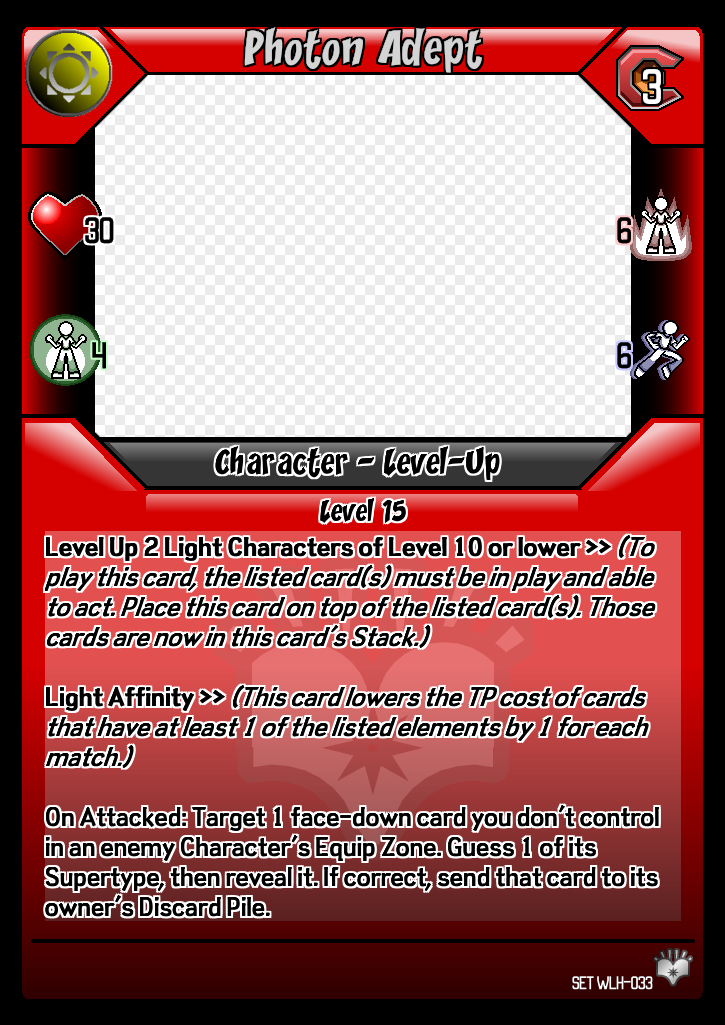 Photon Adept
3
30
6
4
6
Character - Level-Up
Level 15
Level Up 2 Light Characters of Level 10 or lower >> (To
play this card, the listed card(s) must be in play and able
to act. Place this card on top of the listed card(s). Those
cards are now in this card's Stack.)
Light Affinity >> (This card lowers the TP cost of cards
that have at least 1 of the listed elements by 1 for each
match.)
On Attacked: Target 1 face-down card you don't control
in an enemy Character's Equip Zone. Guess 1 of its
Supertype, then reveal it. If correct, send that card to its
owner's Discard Pile.
SET WLH-033